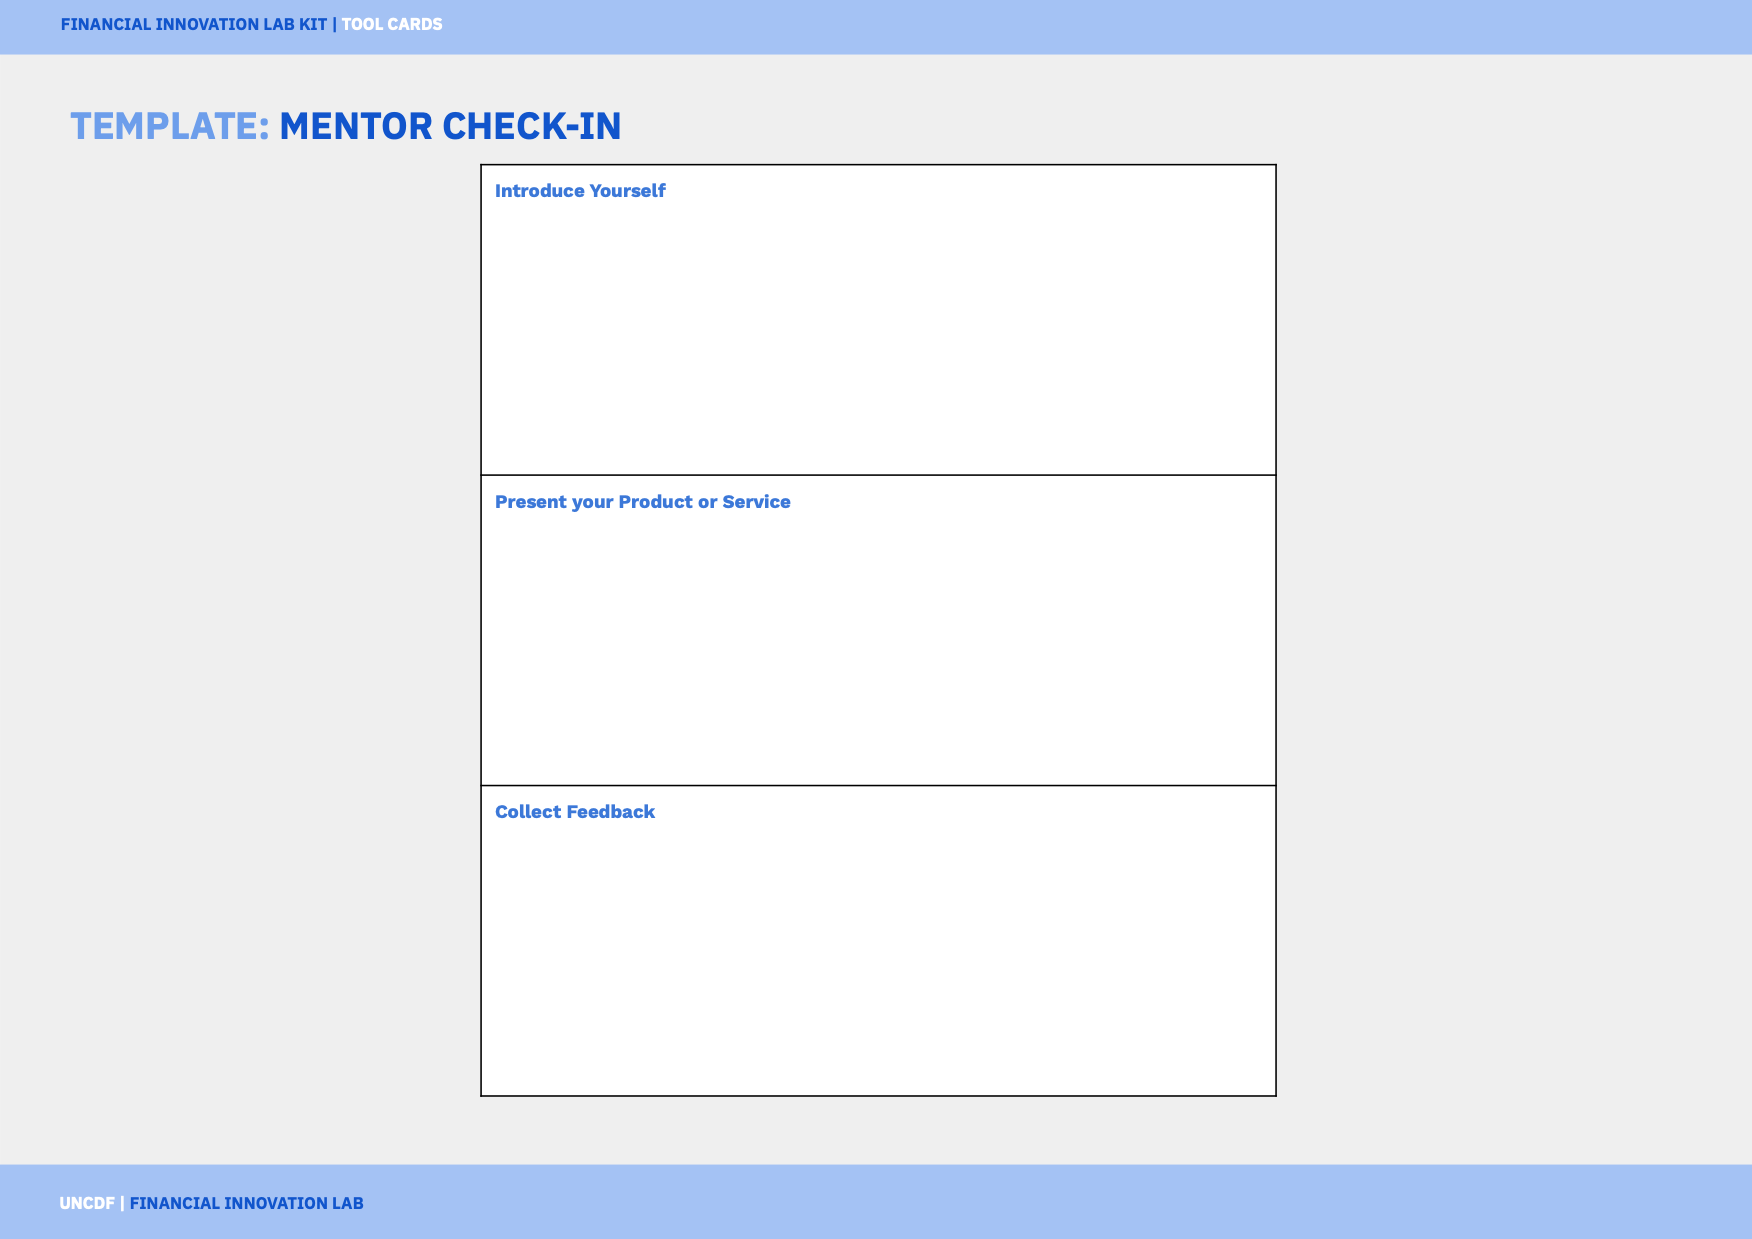 FINANCIAL INNOVATION LAB KIT | TOOL CARDS
TEMPLATE: MENTOR CHECK-IN
Introduce Yourself
Present your Product or Service
Collect Feedback
UNCDF | FINANCIAL INNOVATION LAB